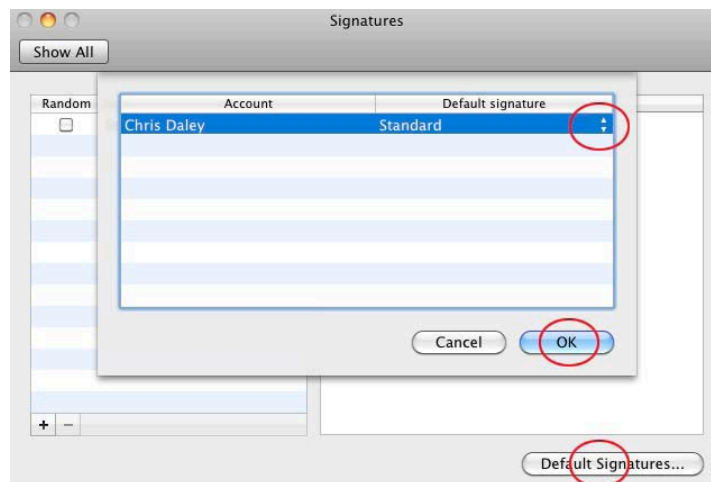 Signatures
Show All
Random
Account Default signature
Chris Daley Standard
Cancel OK
+ −
Default Signatures...